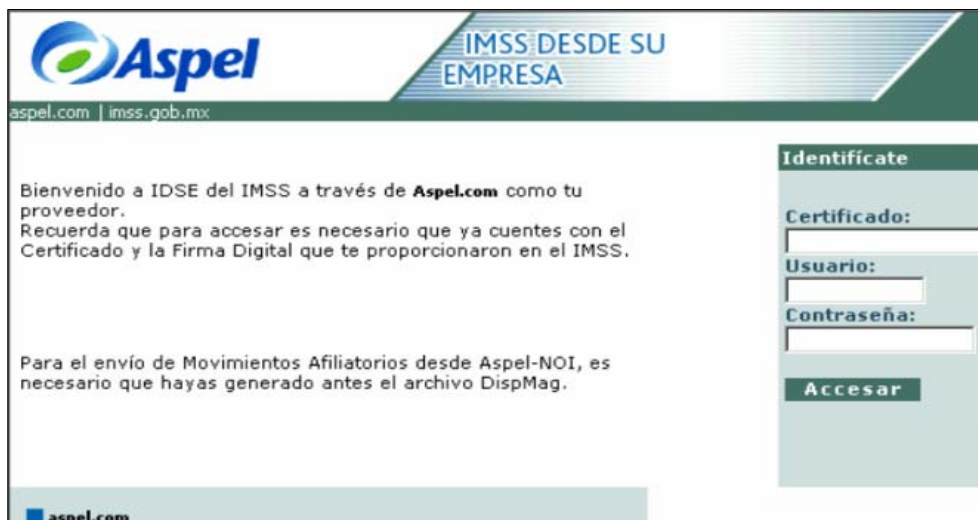 Aspel
IMSS DESDE SU
EMPRESA
aspel.com | imss.gob.mx
Bienvenido a IDSE del IMSS a través de Aspel.com como tu
proveedor.
Recuerda que para accesar es necesario que ya cuentes con el
Certificado y la Firma Digital que te proporcionaron en el IMSS.
Para el envío de Movimientos Afiliatorios desde Aspel-NOI, es
necesario que hayas generado antes el archivo DispMag.
Identifícate
Certificado:
Usuario:
Contraseña:
Accesar
aspel.com